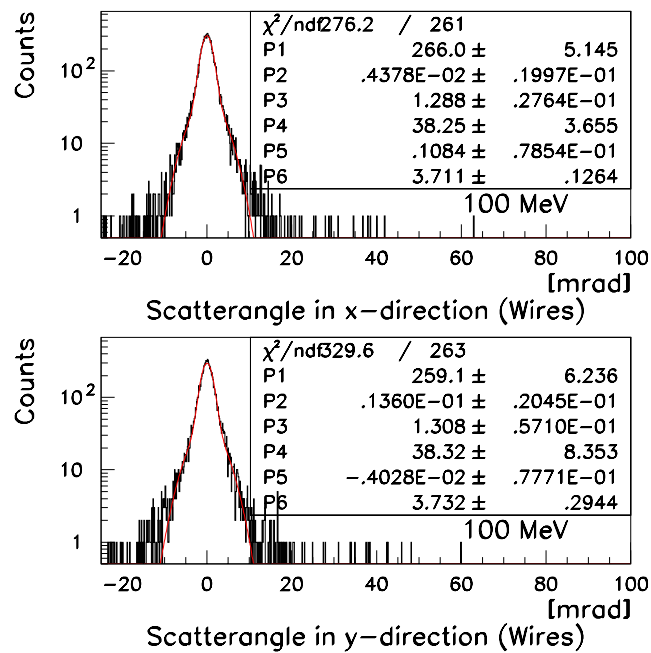 χ²/ndf276.2 / 261
P1 266.0 ± 5.145
P2 .4378E−02 ± .1997E−01
P3 1.288 ± .2764E−01
P4 38.25 ± 3.655
P5 .1084 ± .7854E−01
P6 3.711 ± .1264
100 MeV
Counts
10²
10
1
−20 0 20 40 60 80 100
[mrad]
Scatterangle in x−direction (Wires)
χ²/ndf329.6 / 263
P1 259.1 ± 6.236
P2 .1360E−01 ± .2045E−01
P3 1.308 ± .5710E−01
P4 38.32 ± 8.353
P5 −.4028E−02 ± .7771E−01
P6 3.732 ± .2944
100 MeV
Counts
10²
10
1
−20 0 20 40 60 80 100
[mrad]
Scatterangle in y−direction (Wires)